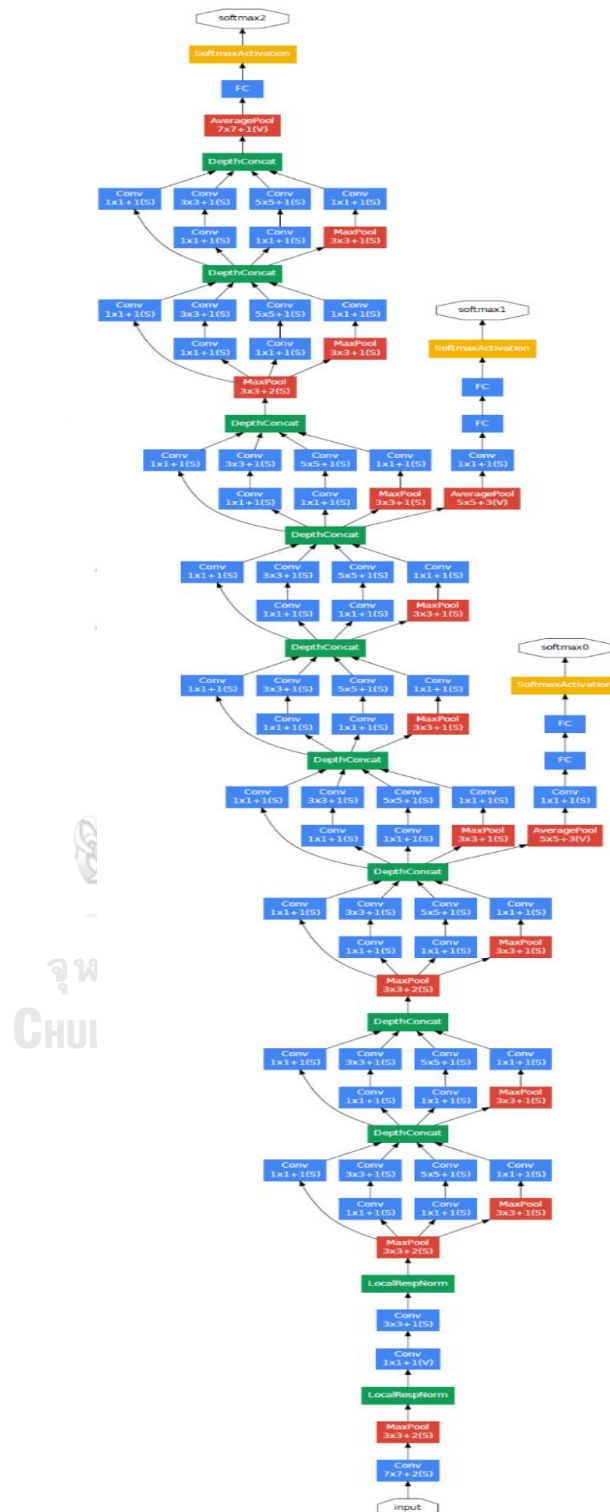 softmax2
SoftmaxActivation
FC
AveragePool
7x7+1(V)
DepthConcat
Conv Conv Conv Conv
1x1+1(S) 3x3+1(S) 5x5+1(S) 1x1+1(S)
Conv Conv MaxPool
1x1+1(S) 1x1+1(S) 3x3+1(S)
DepthConcat
Conv Conv Conv Conv
1x1+1(S) 3x3+1(S) 5x5+1(S) 1x1+1(S)
softmax1
Conv Conv MaxPool
1x1+1(S) 1x1+1(S) 3x3+1(S)
SoftmaxActivation
MaxPool
3x3+2(S)
FC
DepthConcat
FC
Conv Conv Conv Conv Conv
1x1+1(S) 3x3+1(S) 5x5+1(S) 1x1+1(S) 1x1+1(S)
Conv Conv MaxPool AveragePool
1x1+1(S) 1x1+1(S) 3x3+1(S) 5x5+3(V)
DepthConcat
Conv Conv Conv Conv
1x1+1(S) 3x3+1(S) 5x5+1(S) 1x1+1(S)
Conv Conv MaxPool
1x1+1(S) 1x1+1(S) 3x3+1(S)
DepthConcat
softmax0
Conv Conv Conv Conv
1x1+1(S) 3x3+1(S) 5x5+1(S) 1x1+1(S)
SoftmaxActivation
Conv Conv MaxPool
1x1+1(S) 1x1+1(S) 3x3+1(S)
FC
DepthConcat
FC
Conv Conv Conv Conv Conv
1x1+1(S) 3x3+1(S) 5x5+1(S) 1x1+1(S) 1x1+1(S)
Conv Conv MaxPool AveragePool
1x1+1(S) 1x1+1(S) 3x3+1(S) 5x5+3(V)
DepthConcat
Conv Conv Conv Conv
1x1+1(S) 3x3+1(S) 5x5+1(S) 1x1+1(S)
Conv Conv MaxPool
1x1+1(S) 1x1+1(S) 3x3+1(S)
MaxPool
3x3+2(S)
DepthConcat
Conv Conv Conv Conv
1x1+1(S) 3x3+1(S) 5x5+1(S) 1x1+1(S)
Conv Conv MaxPool
1x1+1(S) 1x1+1(S) 3x3+1(S)
DepthConcat
Conv Conv Conv Conv
1x1+1(S) 3x3+1(S) 5x5+1(S) 1x1+1(S)
Conv Conv MaxPool
1x1+1(S) 1x1+1(S) 3x3+1(S)
MaxPool
3x3+2(S)
LocalRespNorm
Conv
3x3+1(S)
Conv
1x1+1(V)
LocalRespNorm
MaxPool
3x3+2(S)
Conv
7x7+2(S)
input